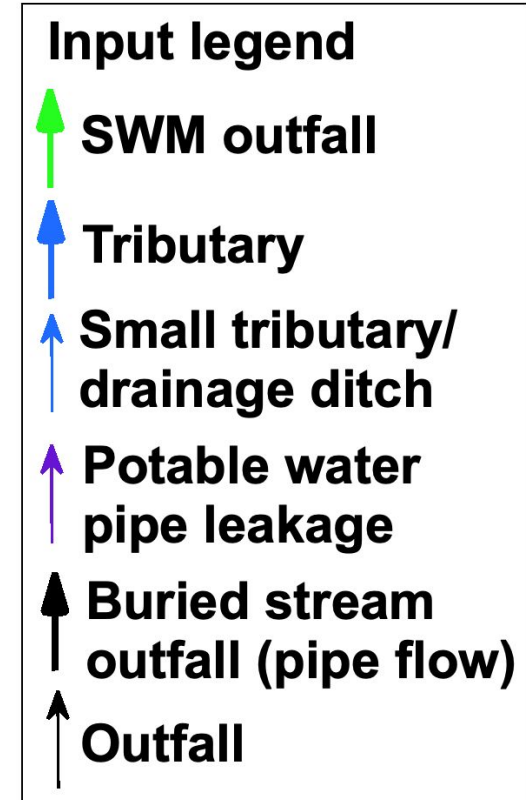 Input legend
SWM outfall
Tributary
Small tributary/
drainage ditch
Potable water
pipe leakage
Buried stream
outfall (pipe flow)
Outfall